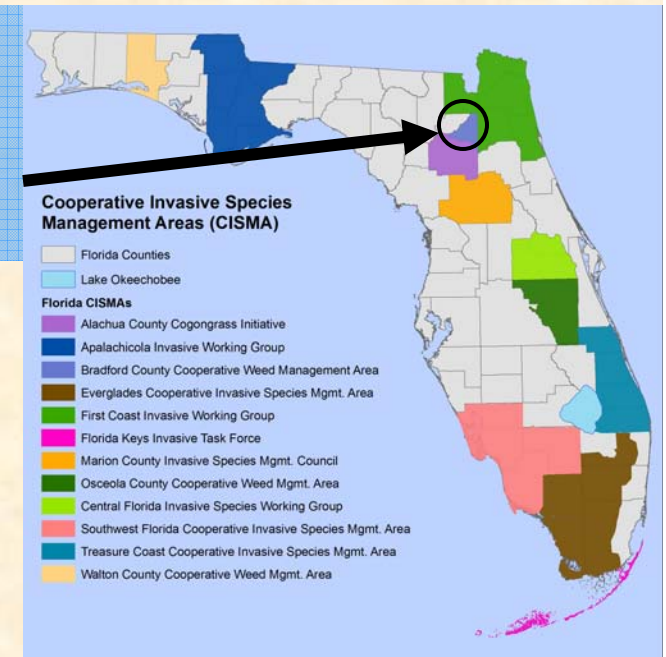 Cooperative Invasive Species
Management Areas (CISMA)
Florida Counties
Lake Okeechobee
Florida CISMAs
Alachua County Cogongrass Initiative
Apalachicola Invasive Working Group
Bradford County Cooperative Weed Management Area
Everglades Cooperative Invasive Species Mgmt. Area
First Coast Invasive Working Group
Florida Keys Invasive Task Force
Marion County Invasive Species Mgmt. Council
Osceola County Cooperative Weed Mgmt. Area
Central Florida Invasive Species Working Group
Southwest Florida Cooperative Invasive Species Mgmt. Area
Treasure Coast Cooperative Invasive Species Mgmt. Area
Walton County Cooperative Weed Mgmt. Area